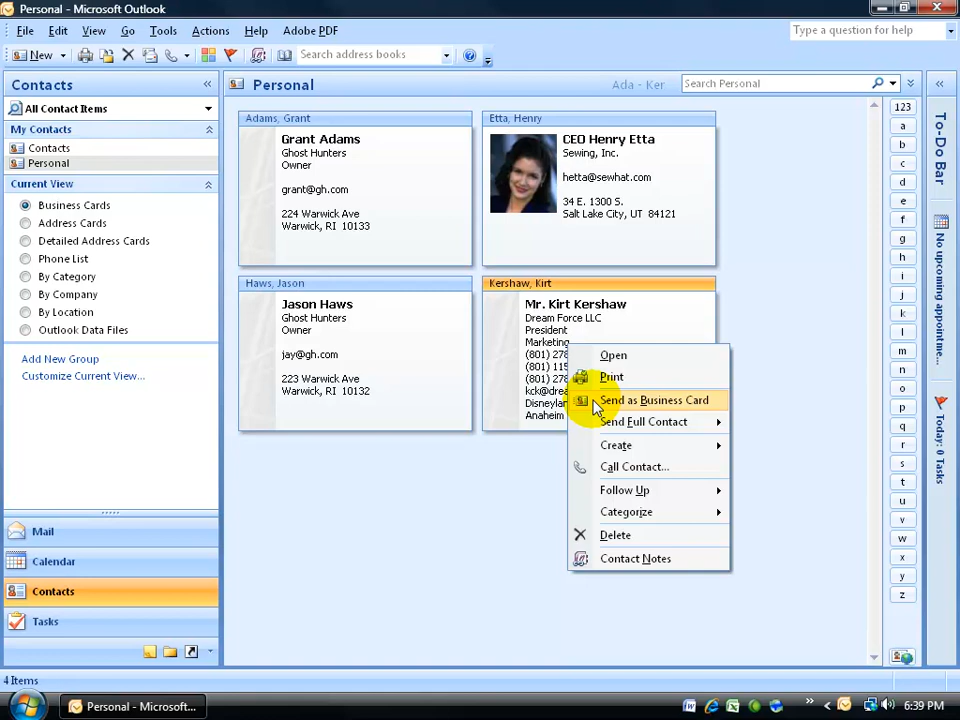 Personal - Microsoft Outlook
File Edit View Go Tools Actions Help Adobe PDF
Type a question for help
New
Search address books
Contacts
Personal
Ada - Ker
Search Personal
All Contact Items
My Contacts
Contacts
Personal
Current View
Business Cards
Address Cards
Detailed Address Cards
Phone List
By Category
By Company
By Location
Outlook Data Files
Add New Group
Customize Current View...
Mail
Calendar
Contacts
Tasks
Adams, Grant
Grant Adams
Ghost Hunters
Owner
grant@gh.com
224 Warwick Ave
Warwick, RI 10133
Etta, Henry
CEO Henry Etta
Sewing, Inc.
hetta@sewhat.com
34 E. 1300 S.
Salt Lake City, UT 84121
Haws, Jason
Jason Haws
Ghost Hunters
Owner
jay@gh.com
223 Warwick Ave
Warwick, RI 10132
Kershaw, Kirt
Mr. Kirt Kershaw
Dream Force LLC
President
Marketing
(801) 278
(801) 115
(801) 278
kck@drea
Disneylan
Anaheim
Open
Print
Send as Business Card
Send Full Contact
Create
Call Contact...
Follow Up
Categorize
Delete
Contact Notes
123
a
b
c
d
e
f
g
h
i
j
k
l
m
n
o
p
q
r
s
t
u
v
w
x
y
z
To-Do Bar
No upcoming appointme...
Today: 0 Tasks
4 Items
Personal - Microsof...
6:39 PM